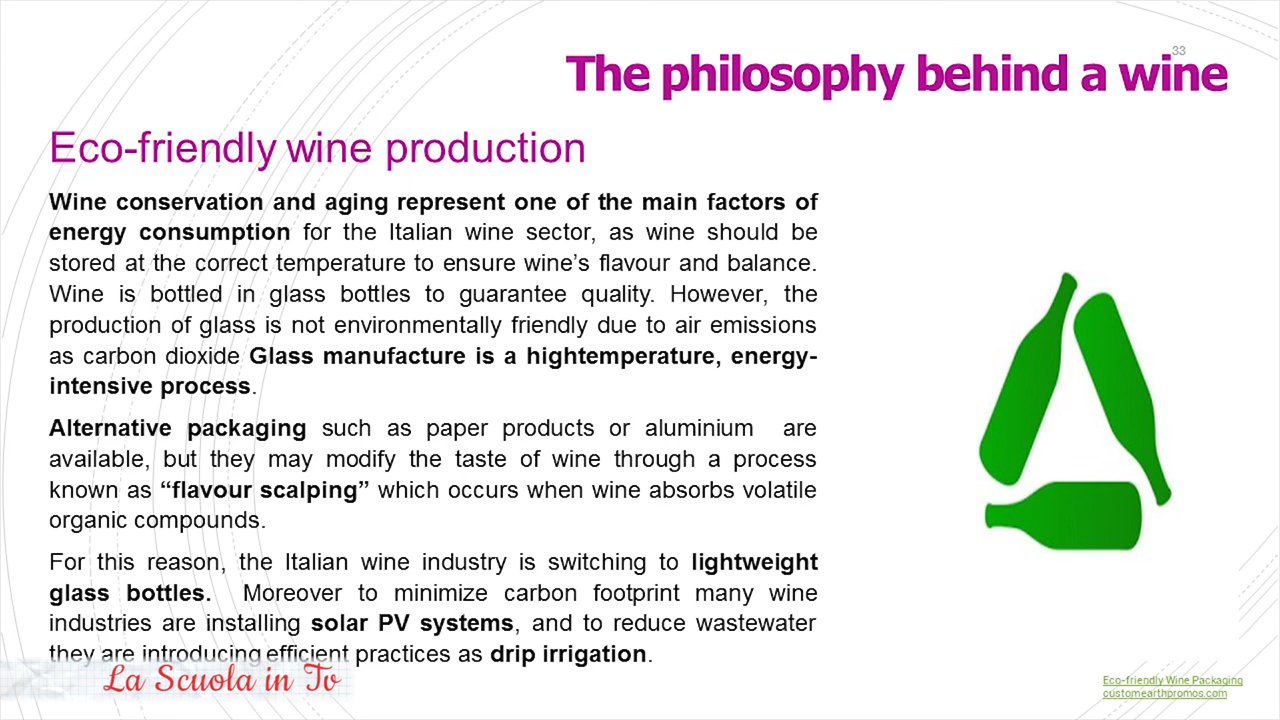 33
The philosophy behind a wine
Eco-friendly wine production
Wine conservation and aging represent one of the main factors of
energy consumption for the Italian wine sector, as wine should be
stored at the correct temperature to ensure wine’s flavour and balance.
Wine is bottled in glass bottles to guarantee quality. However, the
production of glass is not environmentally friendly due to air emissions
as carbon dioxide Glass manufacture is a hightemperature, energy-
intensive process.
Alternative packaging such as paper products or aluminium are
available, but they may modify the taste of wine through a process
known as “flavour scalping” which occurs when wine absorbs volatile
organic compounds.
For this reason, the Italian wine industry is switching to lightweight
glass bottles. Moreover to minimize carbon footprint many wine
industries are installing solar PV systems, and to reduce wastewater
they are introducing efficient practices as drip irrigation.
La Scuola in Tv
Eco-friendly Wine Packaging
customearthpromos.com